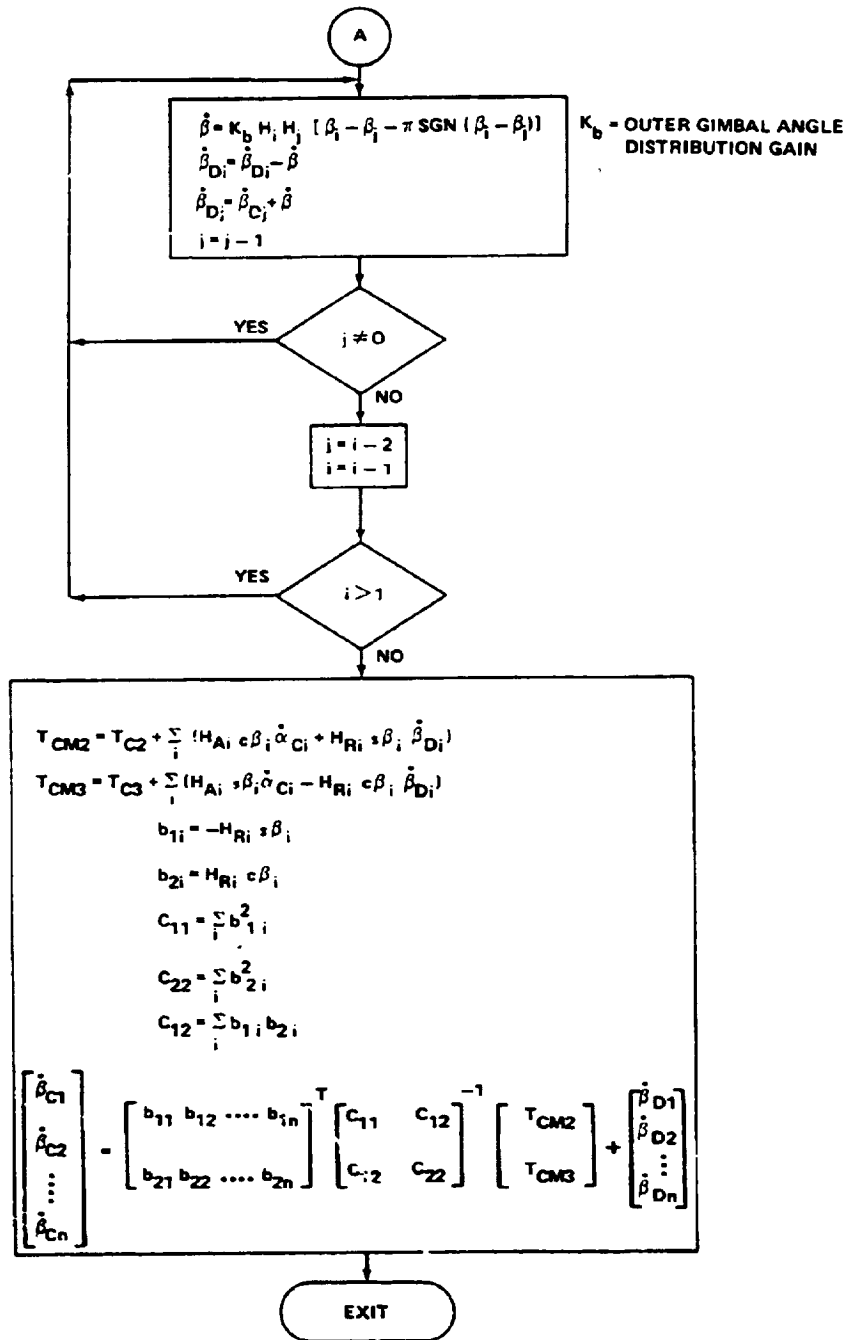 A
β̇ = K_b H_i H_j [β_i − β_j − π SGN (β_i − β_j)]
K_b = OUTER GIMBAL ANGLE
DISTRIBUTION GAIN
β̇_Di = β̇_Di − β̇
β̇_Dj = β̇_Cj + β̇
j = j − 1
j ≠ 0
YES
NO
j = i − 2
i = i − 1
i > 1
YES
NO
T_CM2 = T_C2 + Σ_i (H_Ai cβ_i α̇_Ci + H_Ri sβ_i β̇_Di)
T_CM3 = T_C3 + Σ_i (H_Ai sβ_i α̇_Ci − H_Ri cβ_i β̇_Di)
b_1i = −H_Ri sβ_i
b_2i = H_Ri cβ_i
C_11 = Σ_i b²_1i
C_22 = Σ_i b²_2i
C_12 = Σ_i b_1i b_2i
[β̇_C1 β̇_C2 ⋮ β̇_Cn] = [b_11 b_12 .... b_1n b_21 b_22 .... b_2n]^T [C_11 C_12 C_12 C_22]^−1 [T_CM2 T_CM3] + [β̇_D1 β̇_D2 ⋮ β̇_Dn]
EXIT